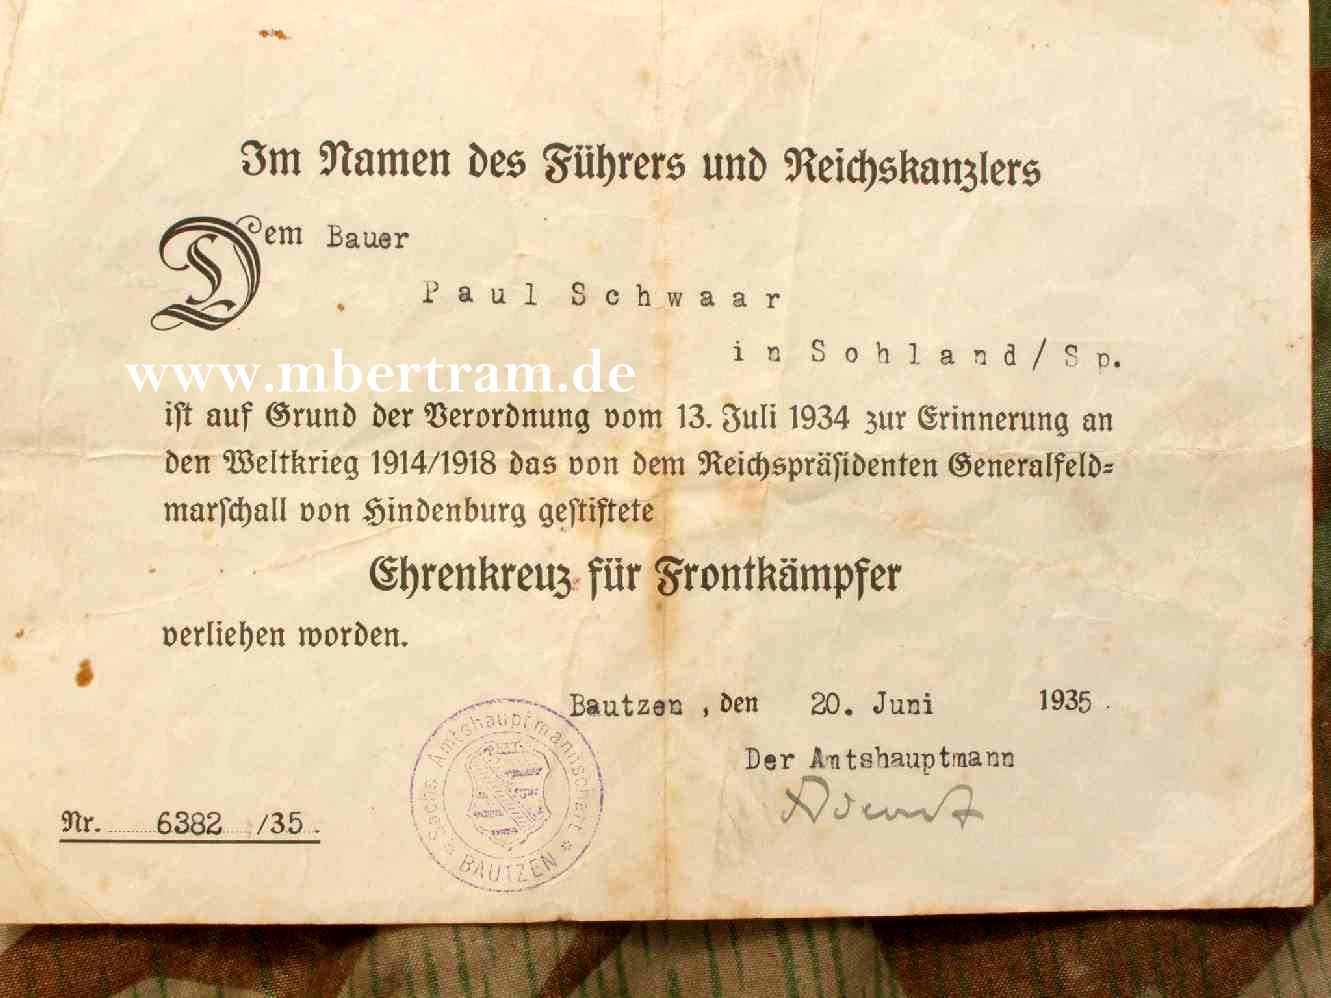 Im Namen des Führers und Reichskanzlers
Dem Bauer
Paul Schwaar
in Sohland/Sp.
www.mbertram.de
ist auf Grund der Verordnung vom 13. Juli 1934 zur Erinnerung an
den Weltkrieg 1914/1918 das von dem Reichspräsidenten Generalfeld=
marschall von Hindenburg gestiftete
Ehrenkreuz für Frontkämpfer
verliehen worden.
Bautzen, den 20. Juni 1935.
Der Amtshauptmann
Sächs. Amtshauptmannschaft
* BAUTZEN *
Nr. 6382 /35.